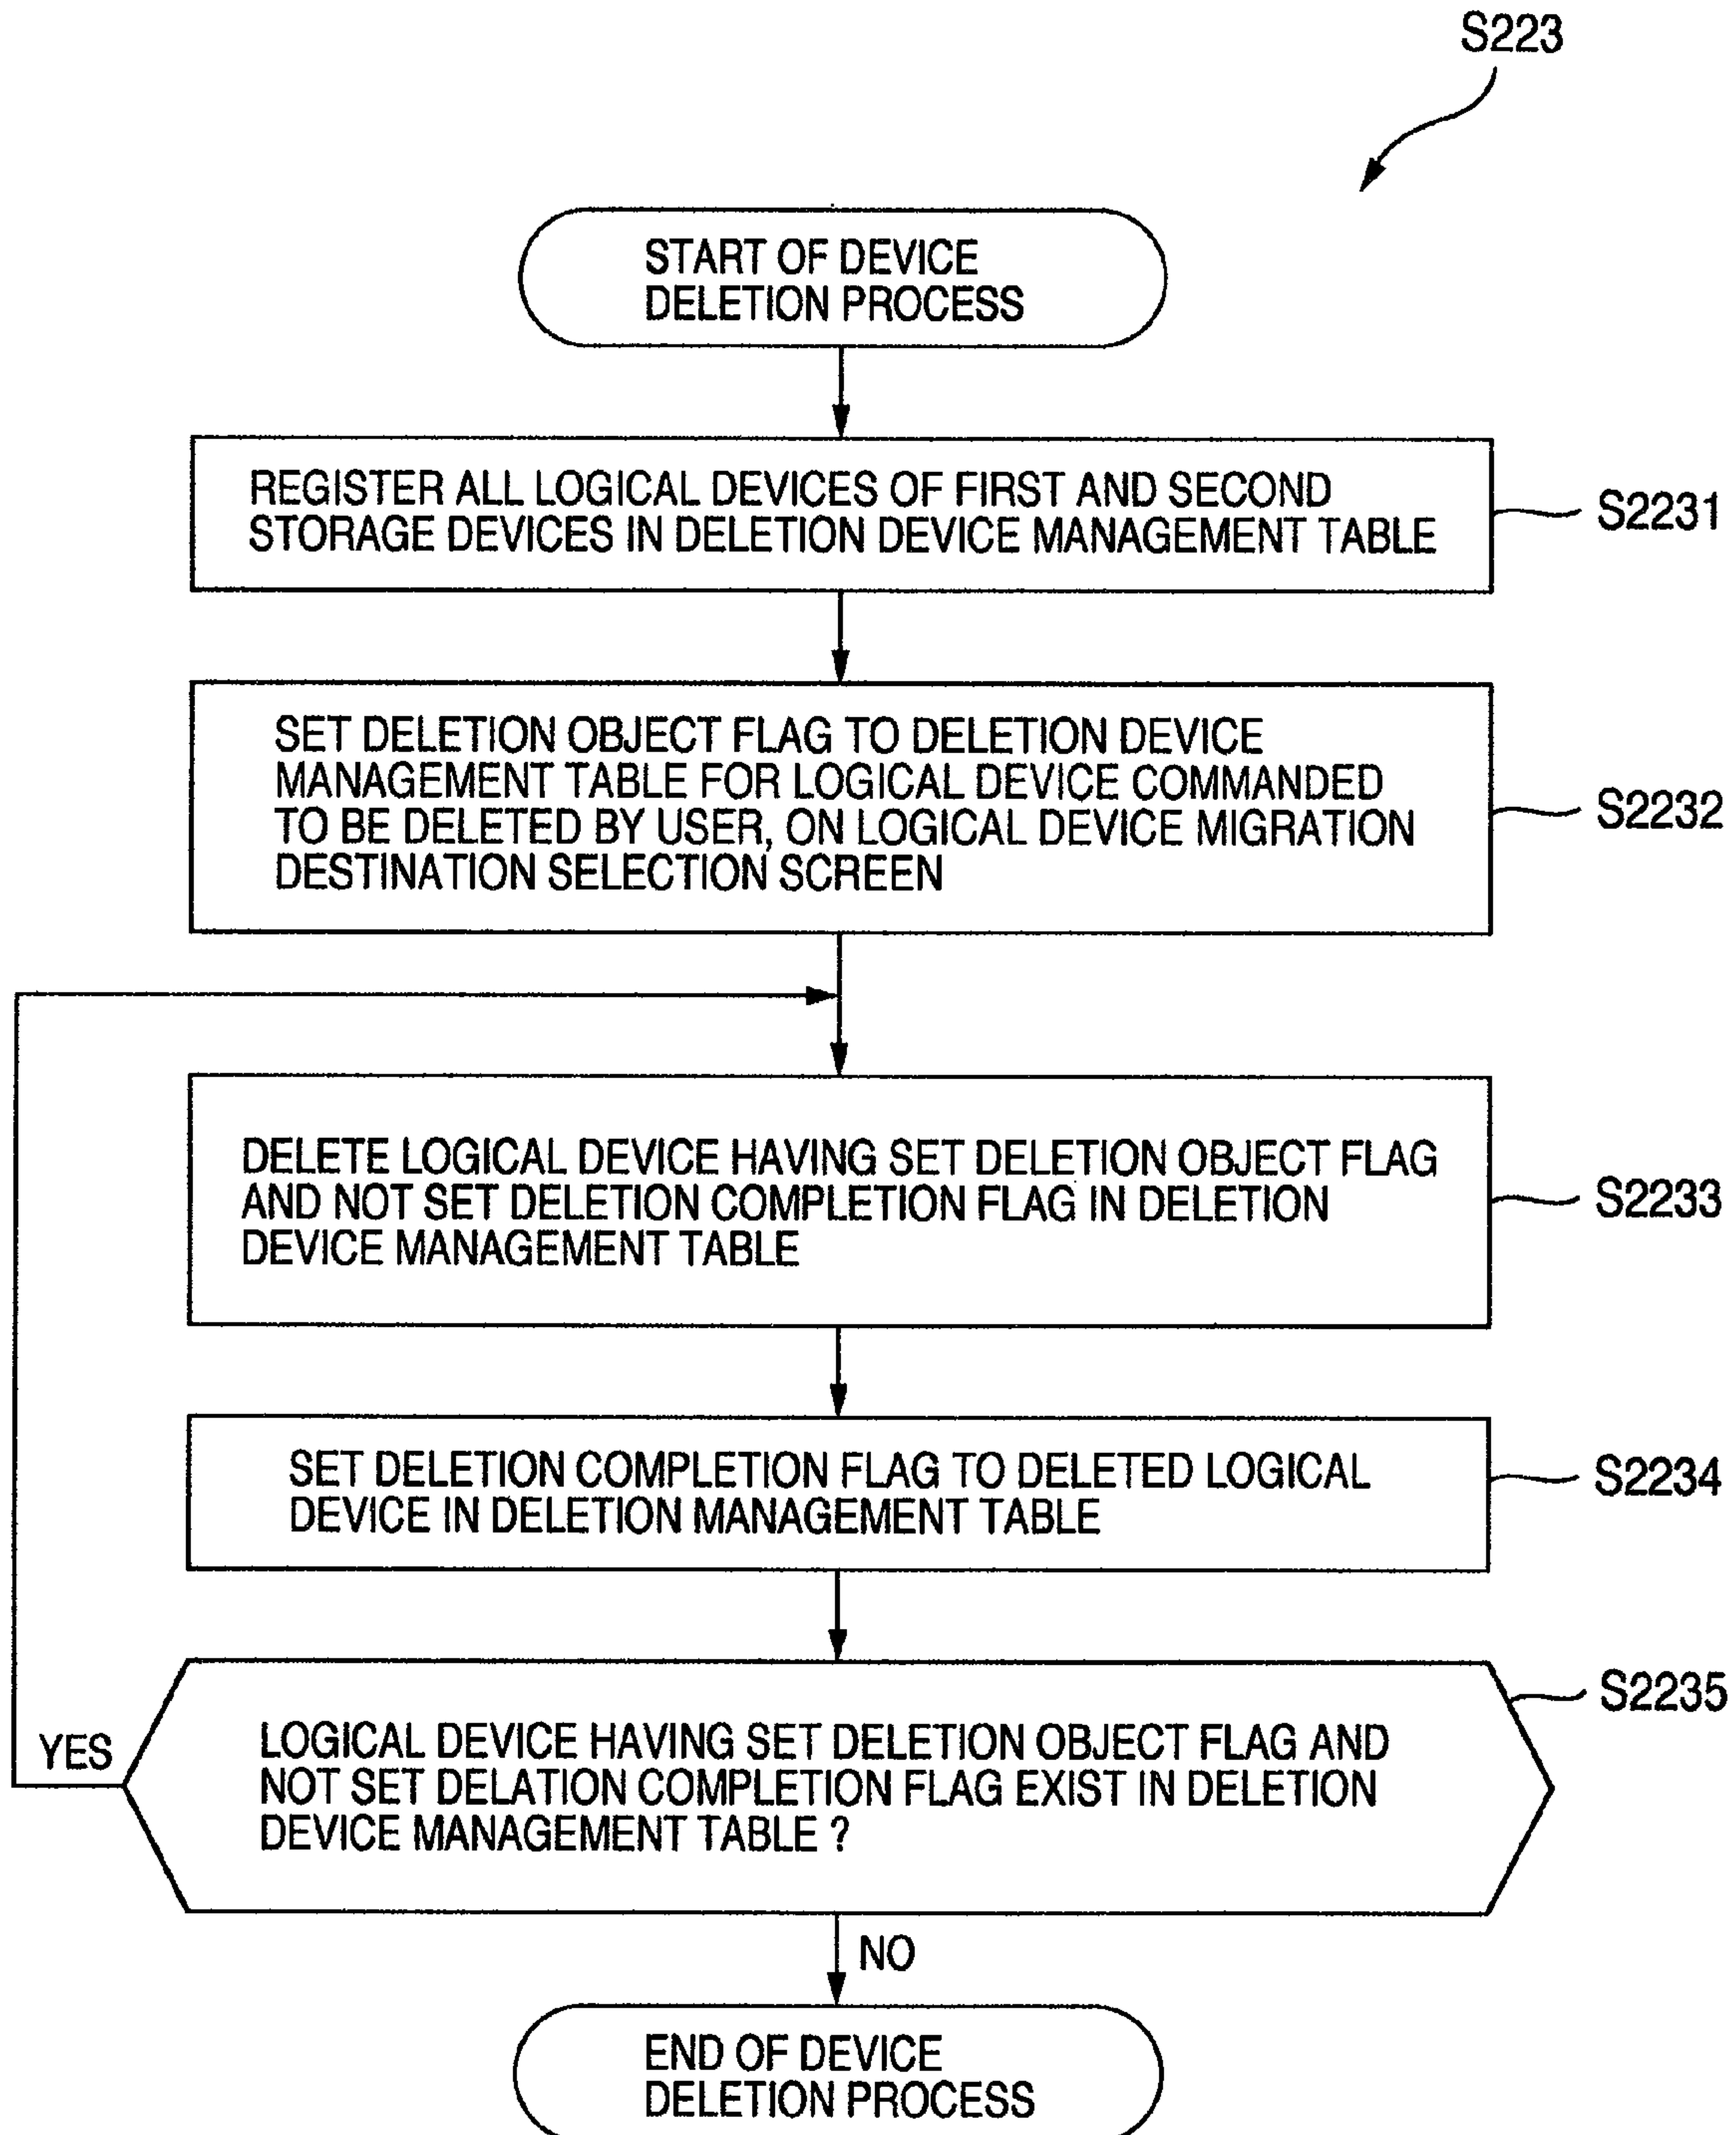 S223
START OF DEVICE
DELETION PROCESS
REGISTER ALL LOGICAL DEVICES OF FIRST AND SECOND
STORAGE DEVICES IN DELETION DEVICE MANAGEMENT TABLE
S2231
SET DELETION OBJECT FLAG TO DELETION DEVICE
MANAGEMENT TABLE FOR LOGICAL DEVICE COMMANDED
TO BE DELETED BY USER, ON LOGICAL DEVICE MIGRATION
DESTINATION SELECTION SCREEN
S2232
DELETE LOGICAL DEVICE HAVING SET DELETION OBJECT FLAG
AND NOT SET DELETION COMPLETION FLAG IN DELETION
DEVICE MANAGEMENT TABLE
S2233
SET DELETION COMPLETION FLAG TO DELETED LOGICAL
DEVICE IN DELETION MANAGEMENT TABLE
S2234
S2235
YES
LOGICAL DEVICE HAVING SET DELETION OBJECT FLAG AND
NOT SET DELATION COMPLETION FLAG EXIST IN DELETION
DEVICE MANAGEMENT TABLE ?
NO
END OF DEVICE
DELETION PROCESS